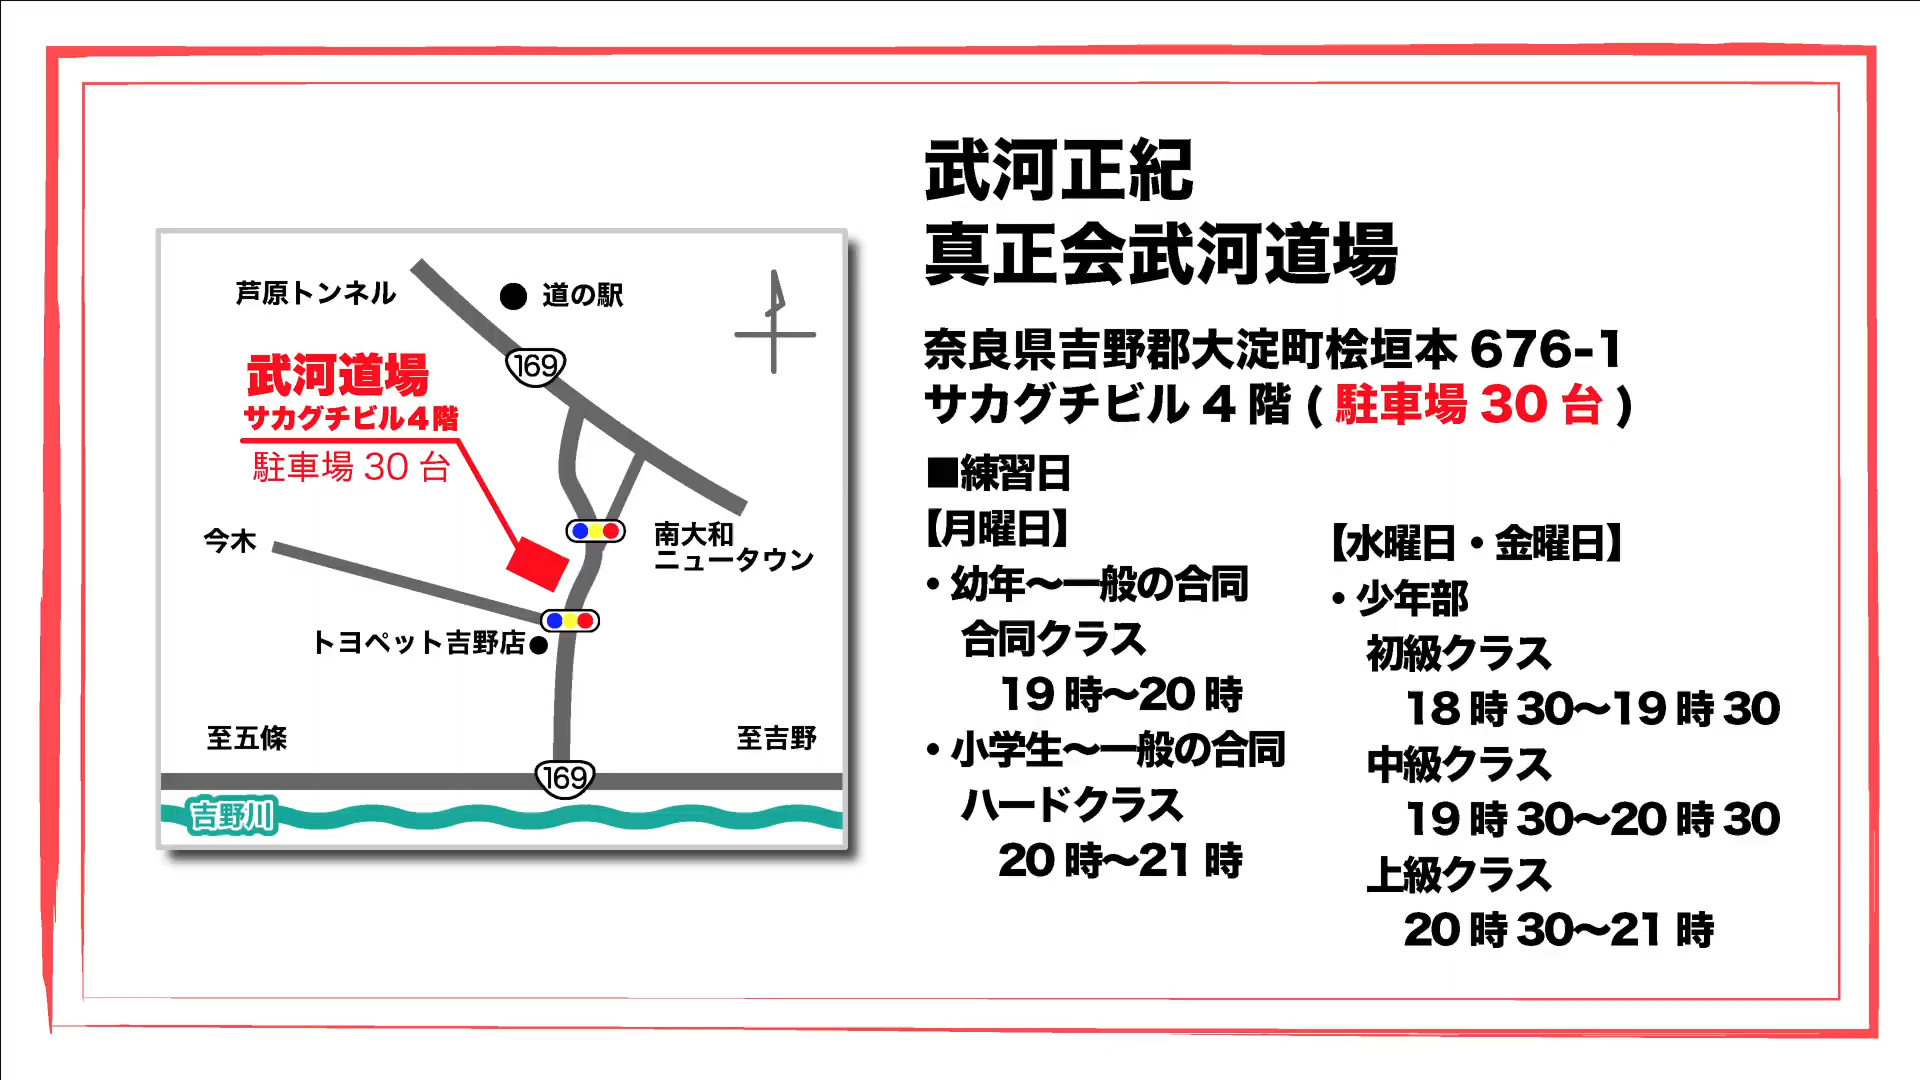 芦原トンネル
道の駅
169
武河道場
サカグチビル4階
駐車場 30 台
今木
南大和
ニュータウン
トヨペット吉野店
至五條
至吉野
169
吉野川
武河正紀
真正会武河道場
奈良県吉野郡大淀町桧垣本 676-1
サカグチビル 4 階 ( 駐車場 30 台 )
■練習日
【月曜日】
・幼年〜一般の合同
合同クラス
19 時〜20 時
・小学生〜一般の合同
ハードクラス
20 時〜21 時
【水曜日・金曜日】
・少年部
初級クラス
18 時 30〜19 時 30
中級クラス
19 時 30〜20 時 30
上級クラス
20 時 30〜21 時